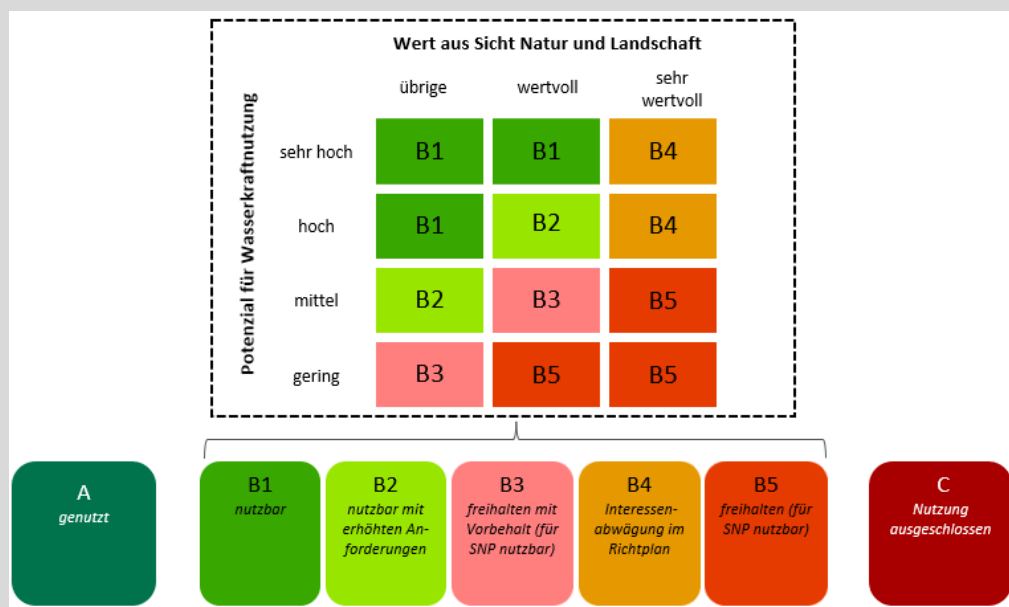 Wert aus Sicht Natur und Landschaft
übrige
wertvoll
sehr
wertvoll
Potenzial für Wasserkraftnutzung
sehr hoch
B1
B1
B4
hoch
B1
B2
B4
mittel
B2
B3
B5
gering
B3
B5
B5
A
genutzt
B1
nutzbar
B2
nutzbar mit
erhöhten An-
forderungen
B3
freihalten mit
Vorbehalt (für
SNP nutzbar)
B4
Interessen-
abwägung im
Richtplan
B5
freihalten (für
SNP nutzbar)
C
Nutzung
ausgeschlossen